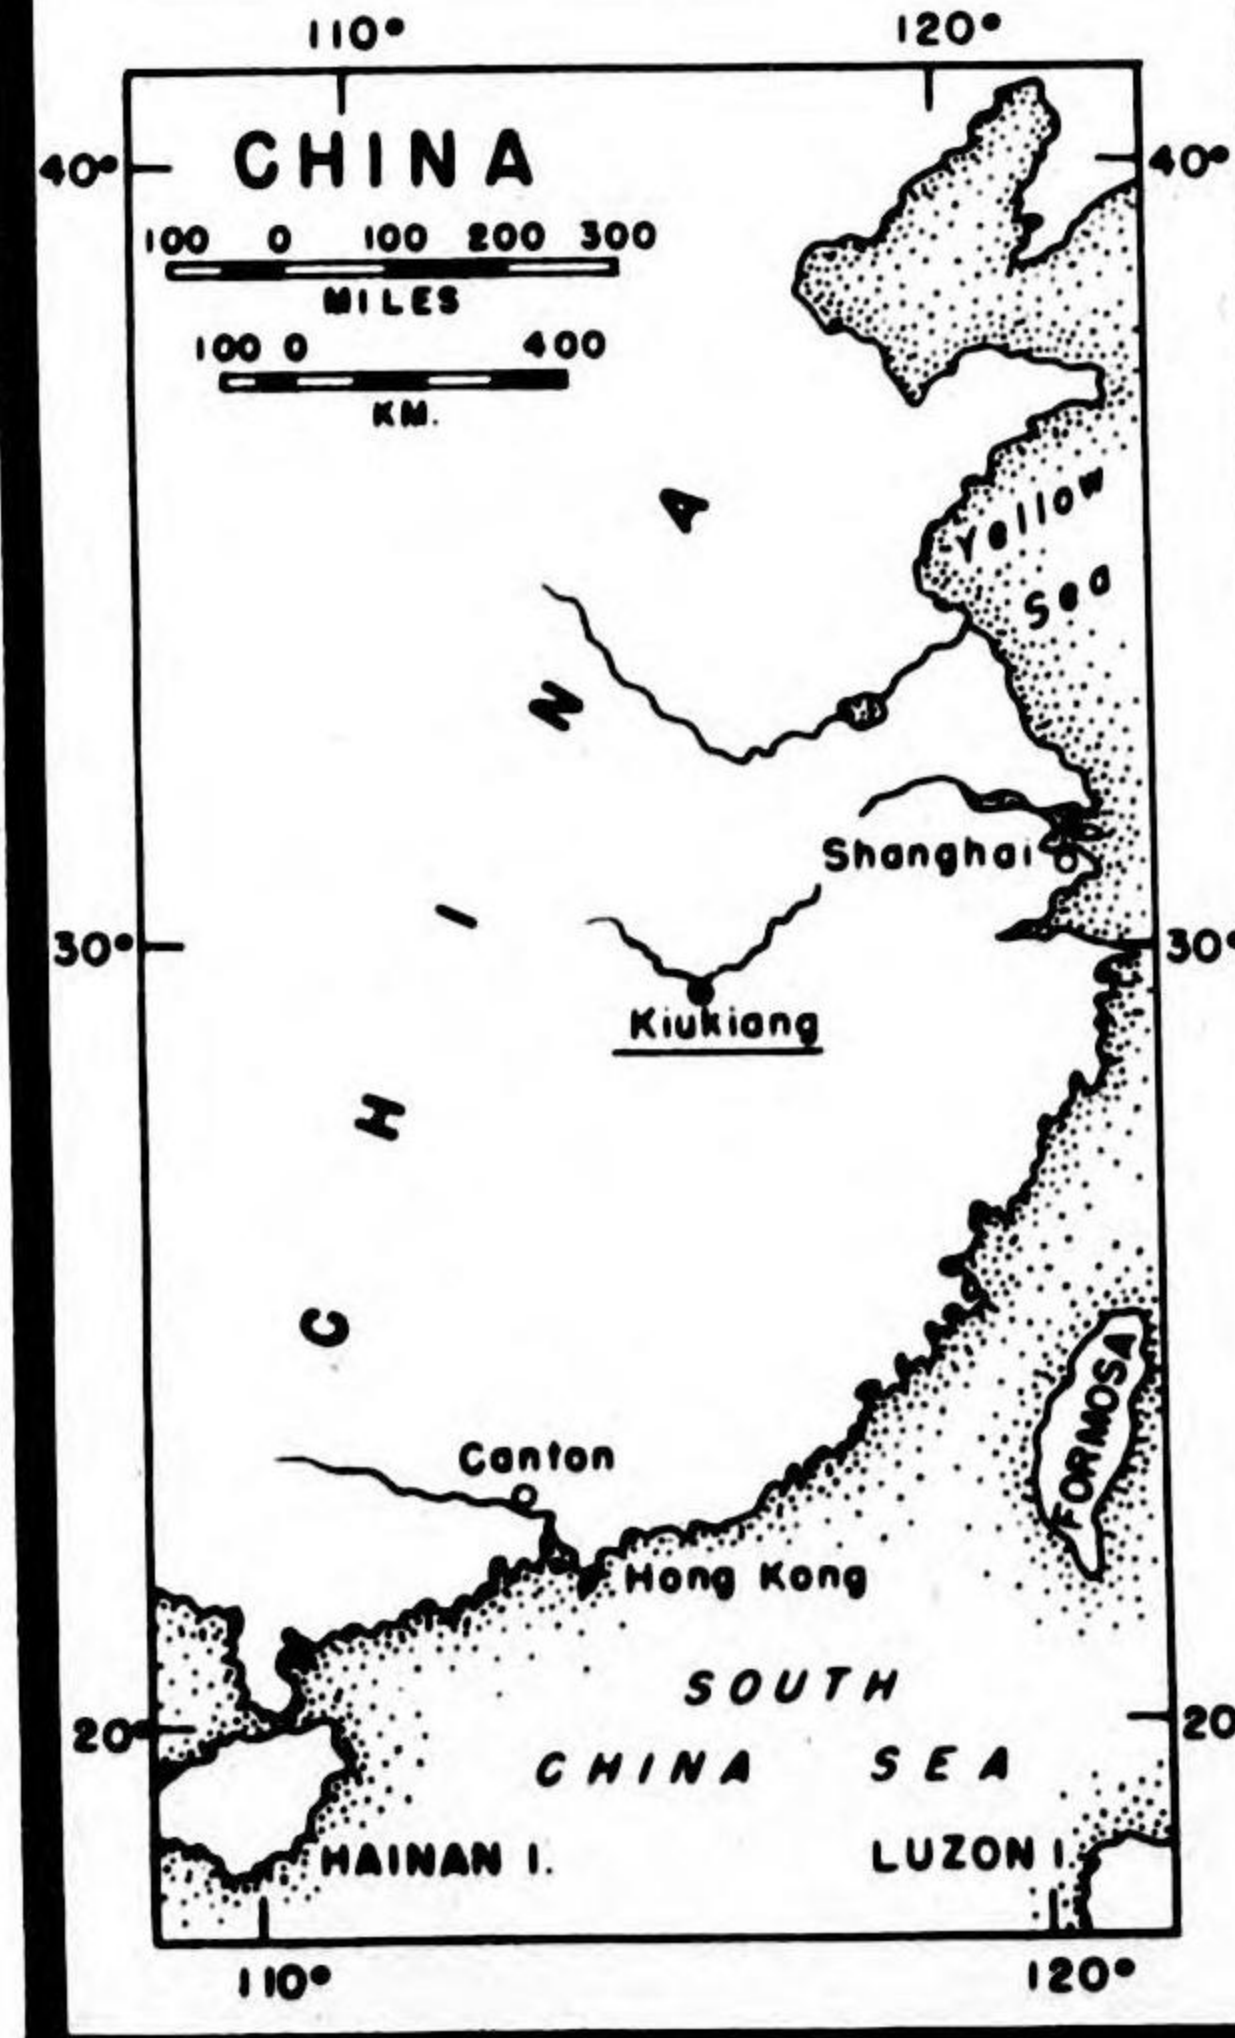 110° 120°
CHINA
40° 40°
100 0 100 200 300
MILES
100 0 400
KM.
Yellow
Sea
CHINA
Shanghai
30° 30°
Kiukiang
FORMOSA
Canton
Hong Kong
SOUTH
20° 20
CHINA SEA
HAINAN I. LUZON I.
110° 120°